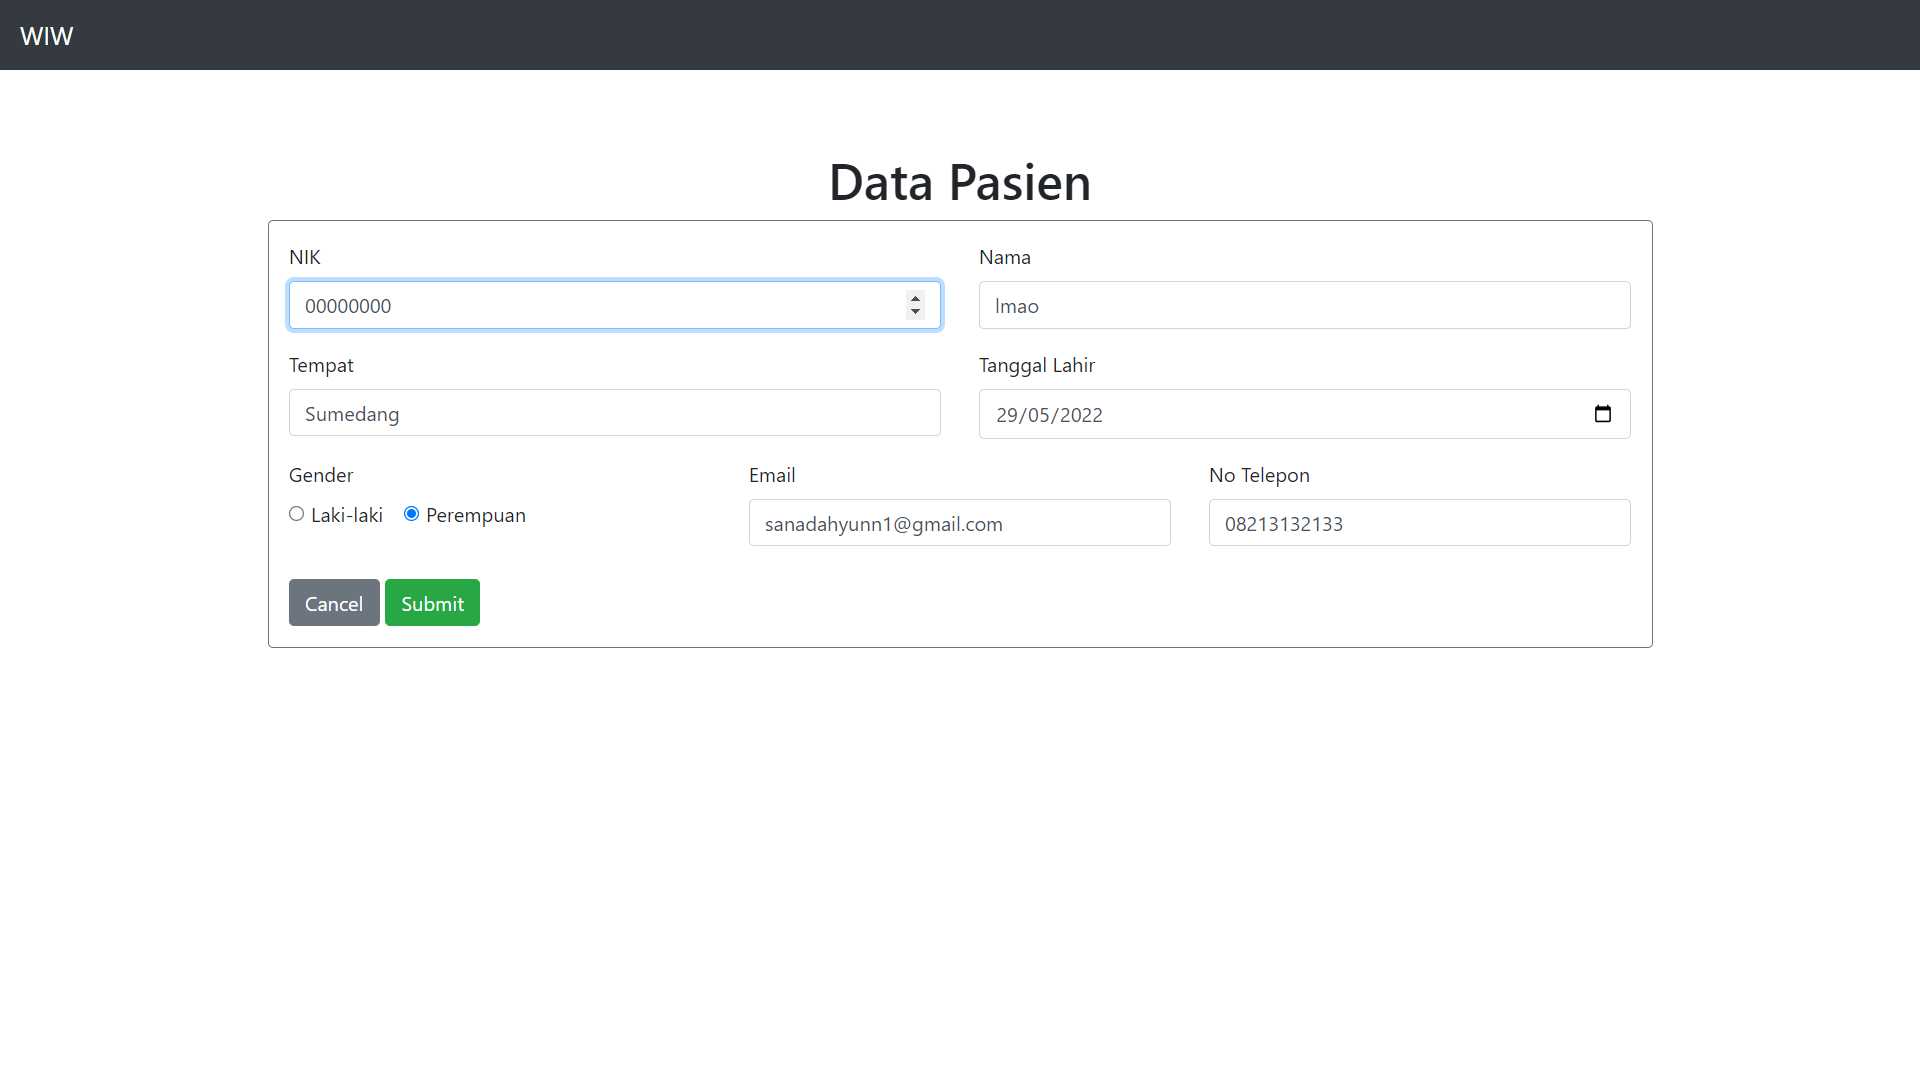 WIW
Data Pasien
NIK
Nama
00000000
lmao
Tempat
Tanggal Lahir
Sumedang
29/05/2022
Gender
Email
No Telepon
Laki-laki Perempuan
sanadahyunn1@gmail.com
08213132133
Cancel Submit